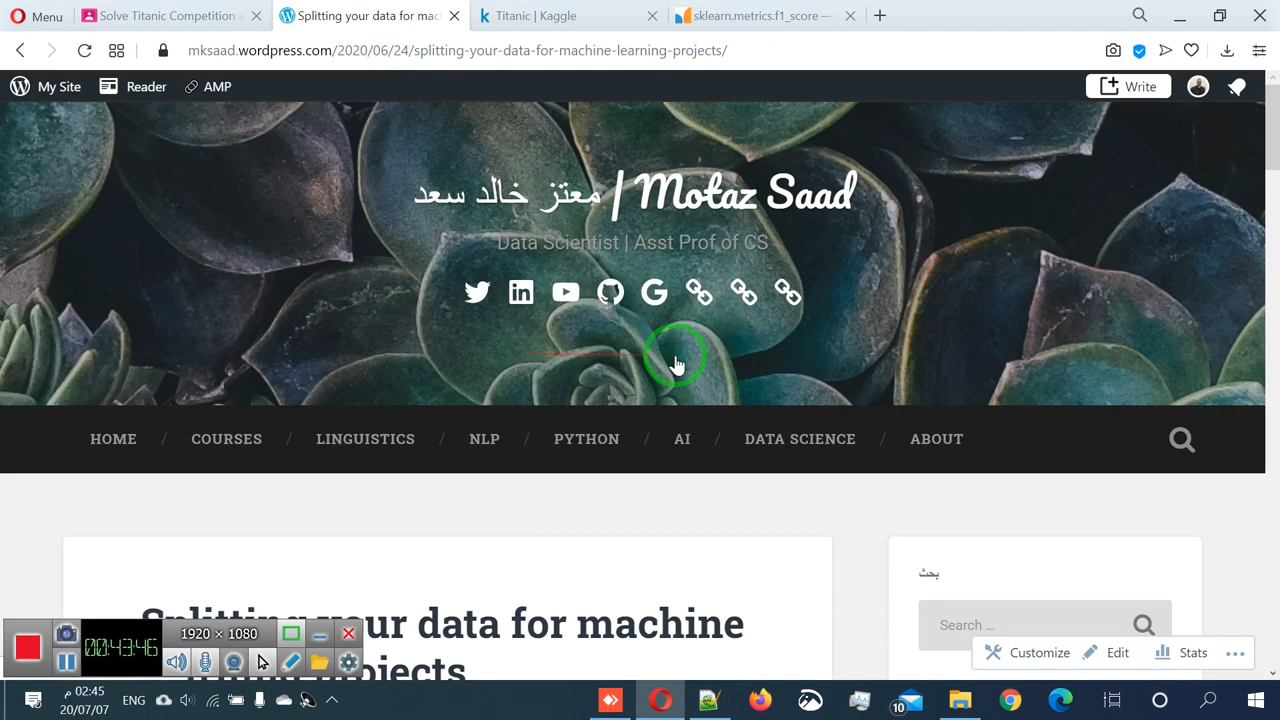 Menu
Solve Titanic Competition a
Splitting your data for mac
Titanic | Kaggle
sklearn.metrics.f1_score —
mksaad.wordpress.com/2020/06/24/splitting-your-data-for-machine-learning-projects/
My Site
Reader
AMP
Write
معتز خالد سعد | Motaz Saad
Data Scientist | Asst Prof of CS
HOME / COURSES / LINGUISTICS / NLP / PYTHON / AI / DATA SCIENCE / ABOUT
Splitting your data for machine
learning projects
بحث
Search …
Customize
Edit
Stats
00:43:46
1920 × 1080
02:45 م
20/07/07
ENG
10